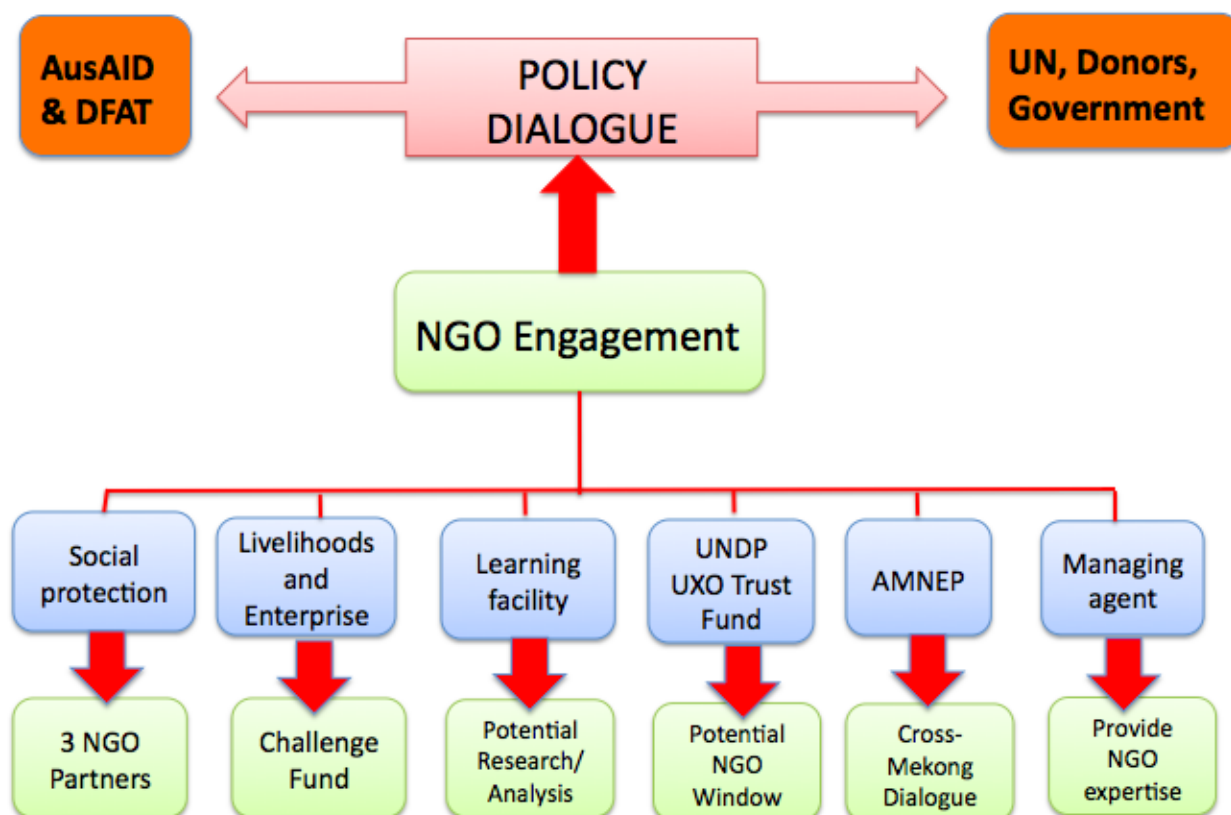 AusAID
& DFAT
POLICY
DIALOGUE
UN, Donors,
Government
NGO Engagement
Social
protection
Livelihoods
and
Enterprise
Learning
facility
UNDP
UXO Trust
Fund
AMNEP
Managing
agent
3 NGO
Partners
Challenge
Fund
Potential
Research/
Analysis
Potential
NGO
Window
Cross-
Mekong
Dialogue
Provide
NGO
expertise